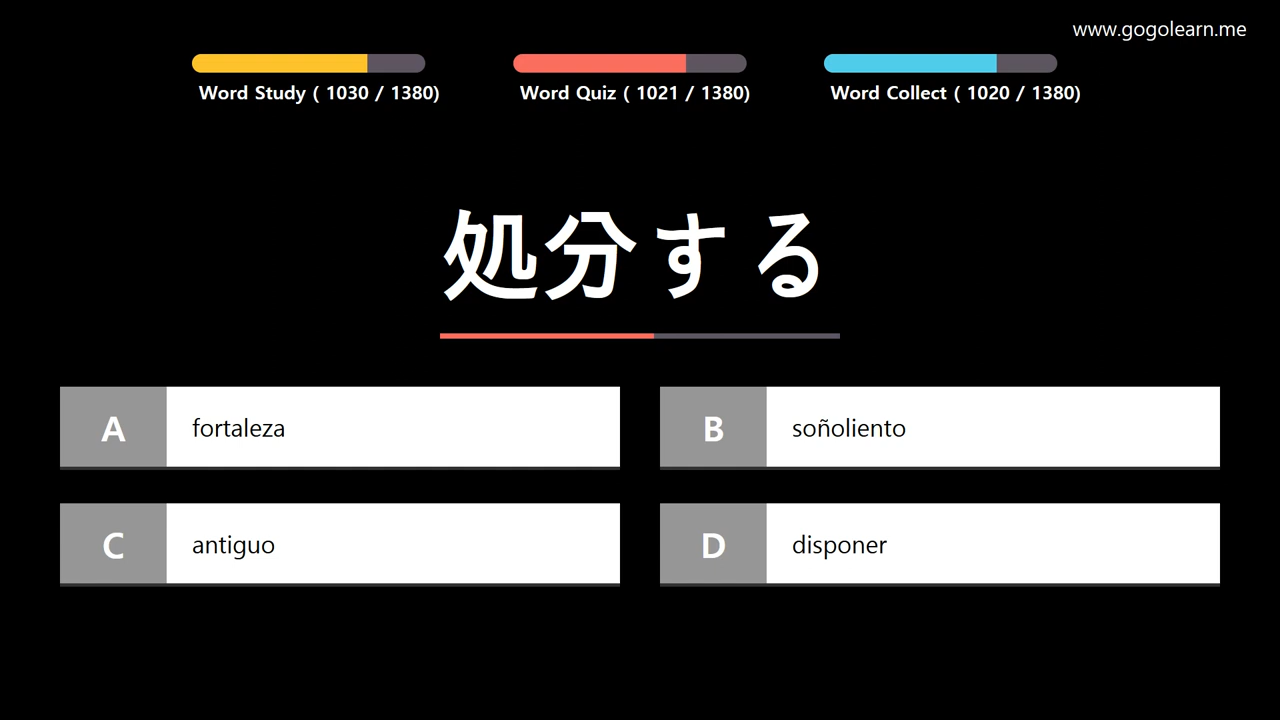 www.gogolearn.me
Word Study ( 1030 / 1380)
Word Quiz ( 1021 / 1380)
Word Collect ( 1020 / 1380)
処分する
A fortaleza
B soñoliento
C antiguo
D disponer